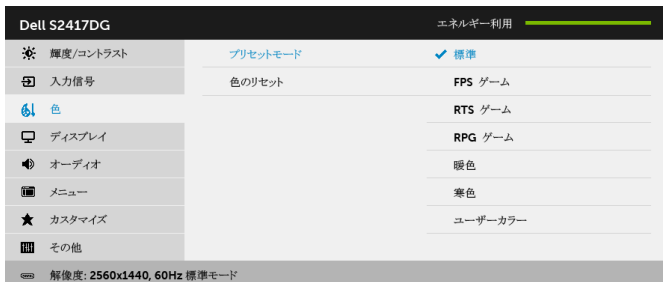 Dell S2417DG
エネルギー利用
輝度/コントラスト
プリセットモード
標準
入力信号
色のリセット
FPS ゲーム
色
RTS ゲーム
ディスプレイ
RPG ゲーム
オーディオ
暖色
メニュー
寒色
カスタマイズ
ユーザーカラー
その他
解像度: 2560x1440, 60Hz 標準モード